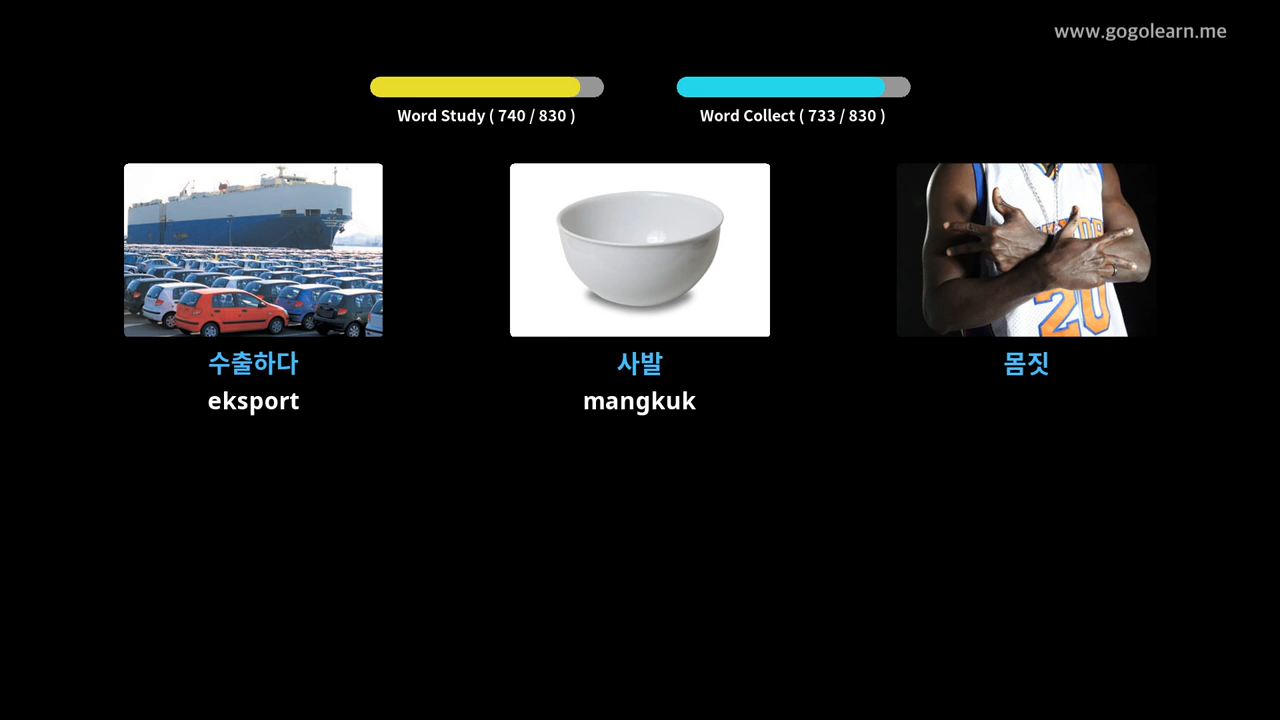 www.gogolearn.me
Word Study ( 740 / 830 )
Word Collect ( 733 / 830 )
수출하다
eksport
사발
mangkuk
몸짓
20